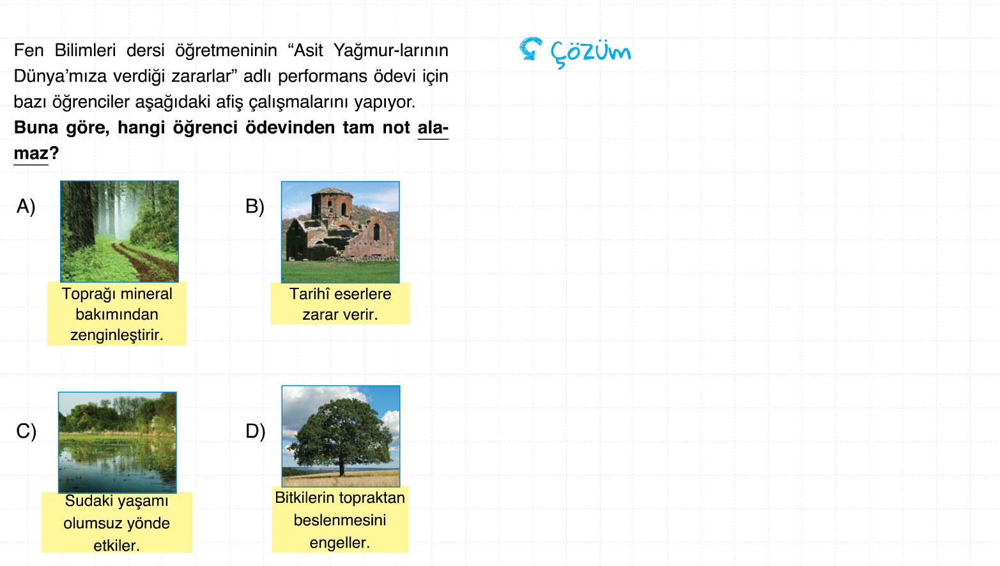 Fen Bilimleri dersi öğretmeninin “Asit Yağmur-larının
Dünya’mıza verdiği zararlar” adlı performans ödevi için
bazı öğrenciler aşağıdaki afiş çalışmalarını yapıyor.
Buna göre, hangi öğrenci ödevinden tam not ala-
maz?
A)
Toprağı mineral
bakımından
zenginleştirir.
B)
Tarihî eserlere
zarar verir.
C)
Sudaki yaşamı
olumsuz yönde
etkiler.
D)
Bitkilerin topraktan
beslenmesini
engeller.
Çözüm